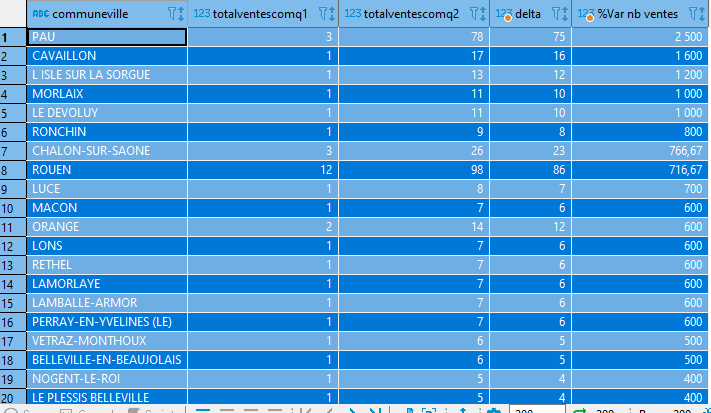 ABC communeville 123 totalventescomq1 123 totalventescomq2 123 delta 123 %Var nb ventes
1 PAU 3 78 75 2 500
2 CAVAILLON 1 17 16 1 600
3 L ISLE SUR LA SORGUE 1 13 12 1 200
4 MORLAIX 1 11 10 1 000
5 LE DEVOLUY 1 11 10 1 000
6 RONCHIN 1 9 8 800
7 CHALON-SUR-SAONE 3 26 23 766,67
8 ROUEN 12 98 86 716,67
9 LUCE 1 8 7 700
10 MACON 1 7 6 600
11 ORANGE 2 14 12 600
12 LONS 1 7 6 600
13 RETHEL 1 7 6 600
14 LAMORLAYE 1 7 6 600
15 LAMBALLE-ARMOR 1 7 6 600
16 PERRAY-EN-YVELINES (LE) 1 7 6 600
17 VETRAZ-MONTHOUX 1 6 5 500
18 BELLEVILLE-EN-BEAUJOLAIS 1 6 5 500
19 NOGENT-LE-ROI 1 5 4 400
20 LE PLESSIS BELLEVILLE 1 5 4 400